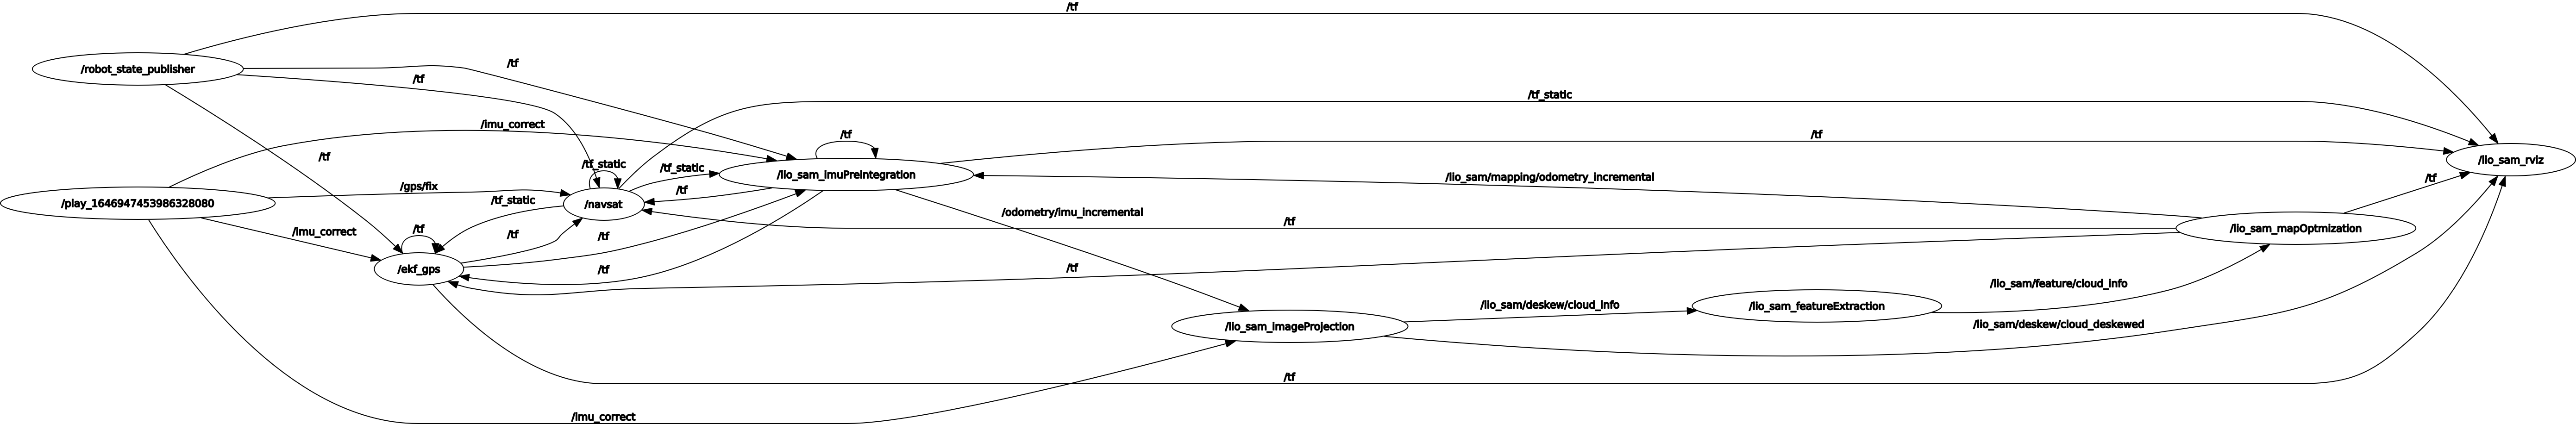 /tf
/robot_state_publisher
/tf
/tf
/tf_static
/imu_correct
/tf
/tf
/tf
/tf_static
/tf_static
/lio_sam_rviz
/lio_sam_imuPreintegration
/lio_sam/mapping/odometry_incremental
/tf
/gps/fix
/tf
/play_1646947453986328080
/tf_static
/navsat
/odometry/imu_incremental
/tf
/lio_sam_mapOptmization
/imu_correct
/tf
/tf
/tf
/ekf_gps
/tf
/tf
/lio_sam/feature/cloud_info
/lio_sam/deskew/cloud_info
/lio_sam_featureExtraction
/lio_sam_imageProjection
/lio_sam/deskew/cloud_deskewed
/tf
/imu_correct